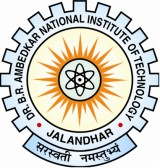 DR. B.R. AMBEDKAR NATIONAL INSTITUTE OF TECHNOLOGY
· JALANDHAR ·
सरस्वती नमस्तुभ्यं